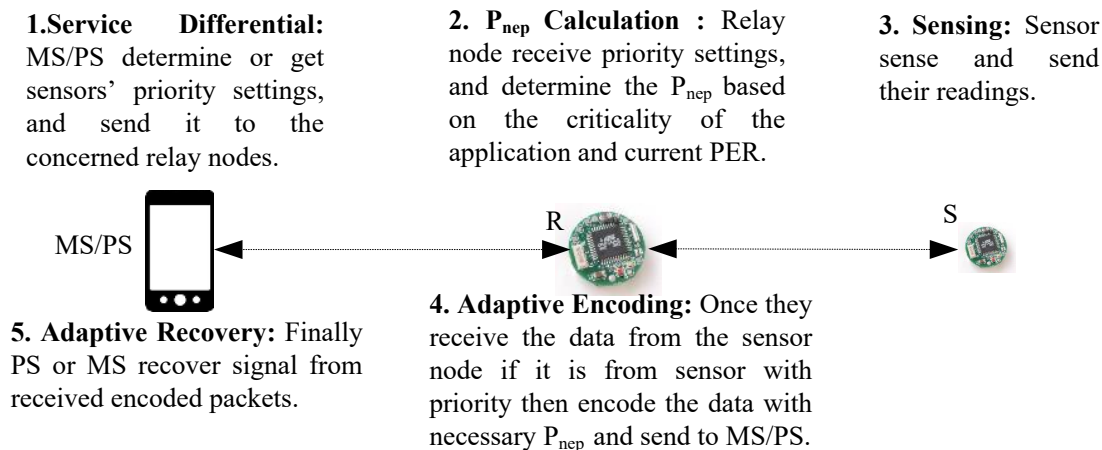 1.Service Differential:
MS/PS determine or get
sensors’ priority settings,
and send it to the
concerned relay nodes.
2. Pnep Calculation : Relay
node receive priority settings,
and determine the Pnep based
on the criticality of the
application and current PER.
3. Sensing: Sensor
sense and send
their readings.
MS/PS
R
S
4. Adaptive Encoding: Once they
receive the data from the sensor
node if it is from sensor with
priority then encode the data with
necessary Pnep and send to MS/PS.
5. Adaptive Recovery: Finally
PS or MS recover signal from
received encoded packets.